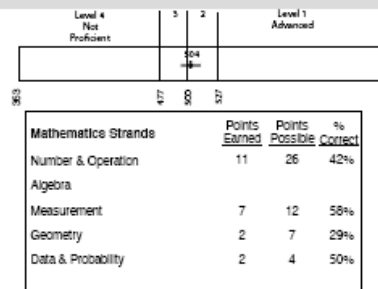 Level 4 3 2 Level 1
Not Advanced
Proficient
504
363 477 500 527
Points Points %
Mathematics Strands Earned Possible Correct
Number & Operation 11 26 42%
Algebra
Measurement 7 12 58%
Geometry 2 7 29%
Data & Probability 2 4 50%